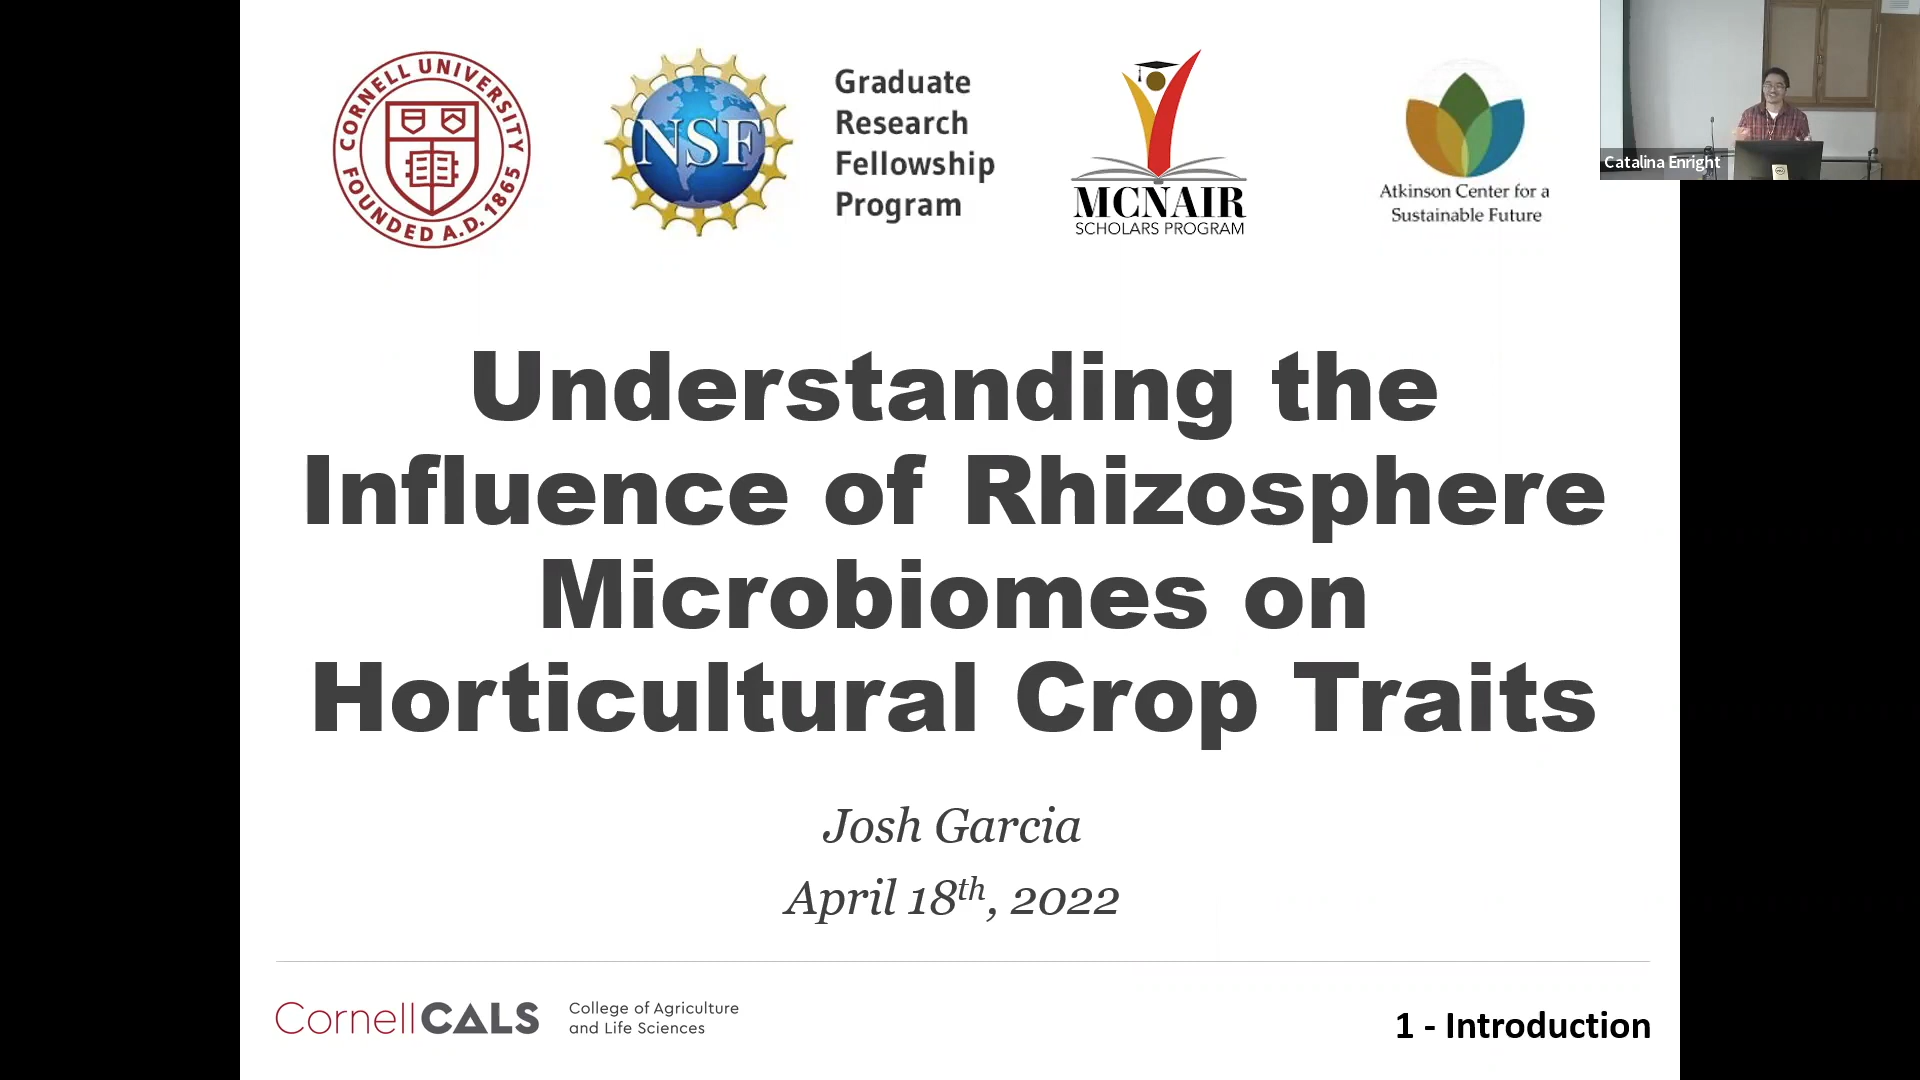 CORNELL UNIVERSITY
FOUNDED A.D. 1865
NSF
Graduate
Research
Fellowship
Program
MCNAIR
SCHOLARS PROGRAM
Atkinson Center for a
Sustainable Future
Catalina Enright
Understanding the
Influence of Rhizosphere
Microbiomes on
Horticultural Crop Traits
Josh Garcia
April 18th, 2022
CornellCALS
College of Agriculture
and Life Sciences
1 - Introduction